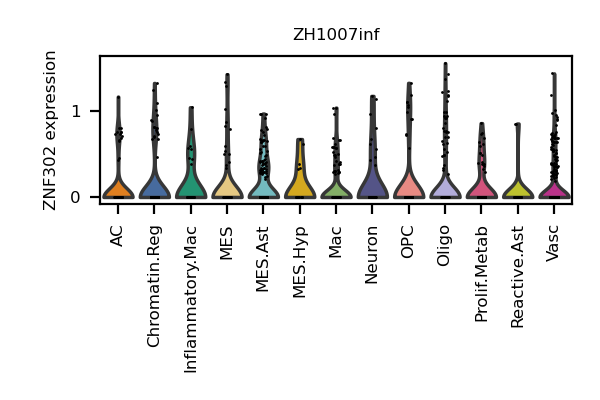 ZH1007inf
ZNF302 expression
1
0
AC
Chromatin.Reg
Inflammatory.Mac
MES
MES.Ast
MES.Hyp
Mac
Neuron
OPC
Oligo
Prolif.Metab
Reactive.Ast
Vasc